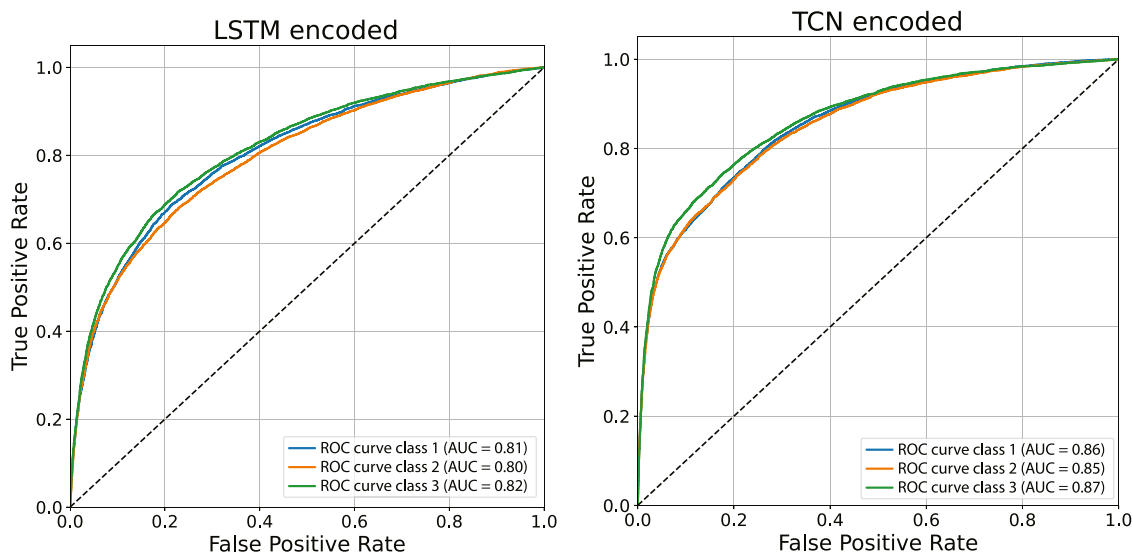 LSTM encoded
True Positive Rate
1.0
0.8
0.6
0.4
0.2
0.0
0.0 0.2 0.4 0.6 0.8 1.0
False Positive Rate
ROC curve class 1 (AUC = 0.81)
ROC curve class 2 (AUC = 0.80)
ROC curve class 3 (AUC = 0.82)
TCN encoded
True Positive Rate
1.0
0.8
0.6
0.4
0.2
0.0
0.0 0.2 0.4 0.6 0.8 1.0
False Positive Rate
ROC curve class 1 (AUC = 0.86)
ROC curve class 2 (AUC = 0.85)
ROC curve class 3 (AUC = 0.87)